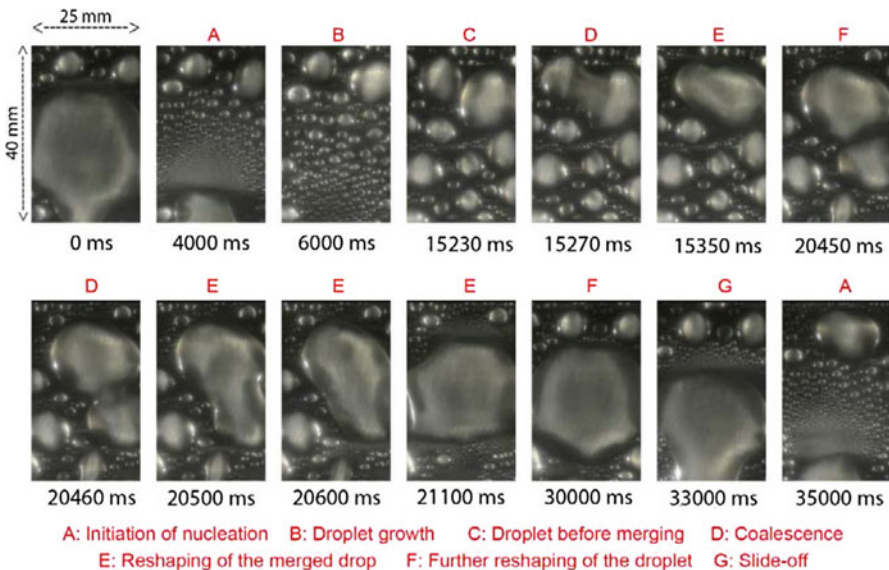 25 mm
A B C D E F
40 mm
0 ms 4000 ms 6000 ms 15230 ms 15270 ms 15350 ms 20450 ms
D E E E F G A
20460 ms 20500 ms 20600 ms 21100 ms 30000 ms 33000 ms 35000 ms
A: Initiation of nucleation B: Droplet growth C: Droplet before merging D: Coalescence
E: Reshaping of the merged drop F: Further reshaping of the droplet G: Slide-off